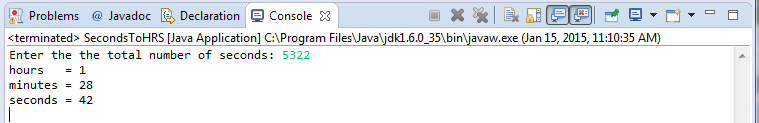 Problems @ Javadoc Declaration Console
<terminated> SecondsToHRS [Java Application] C:\Program Files\Java\jdk1.6.0_35\bin\javaw.exe (Jan 15, 2015, 11:10:35 AM)
Enter the the total number of seconds: 5322
hours   = 1
minutes = 28
seconds = 42